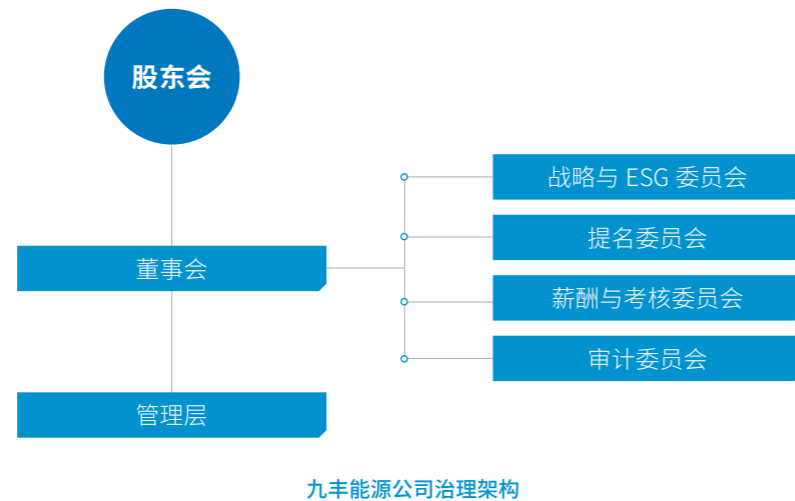 股东会
董事会
管理层
战略与 ESG 委员会
提名委员会
薪酬与考核委员会
审计委员会
九丰能源公司治理架构